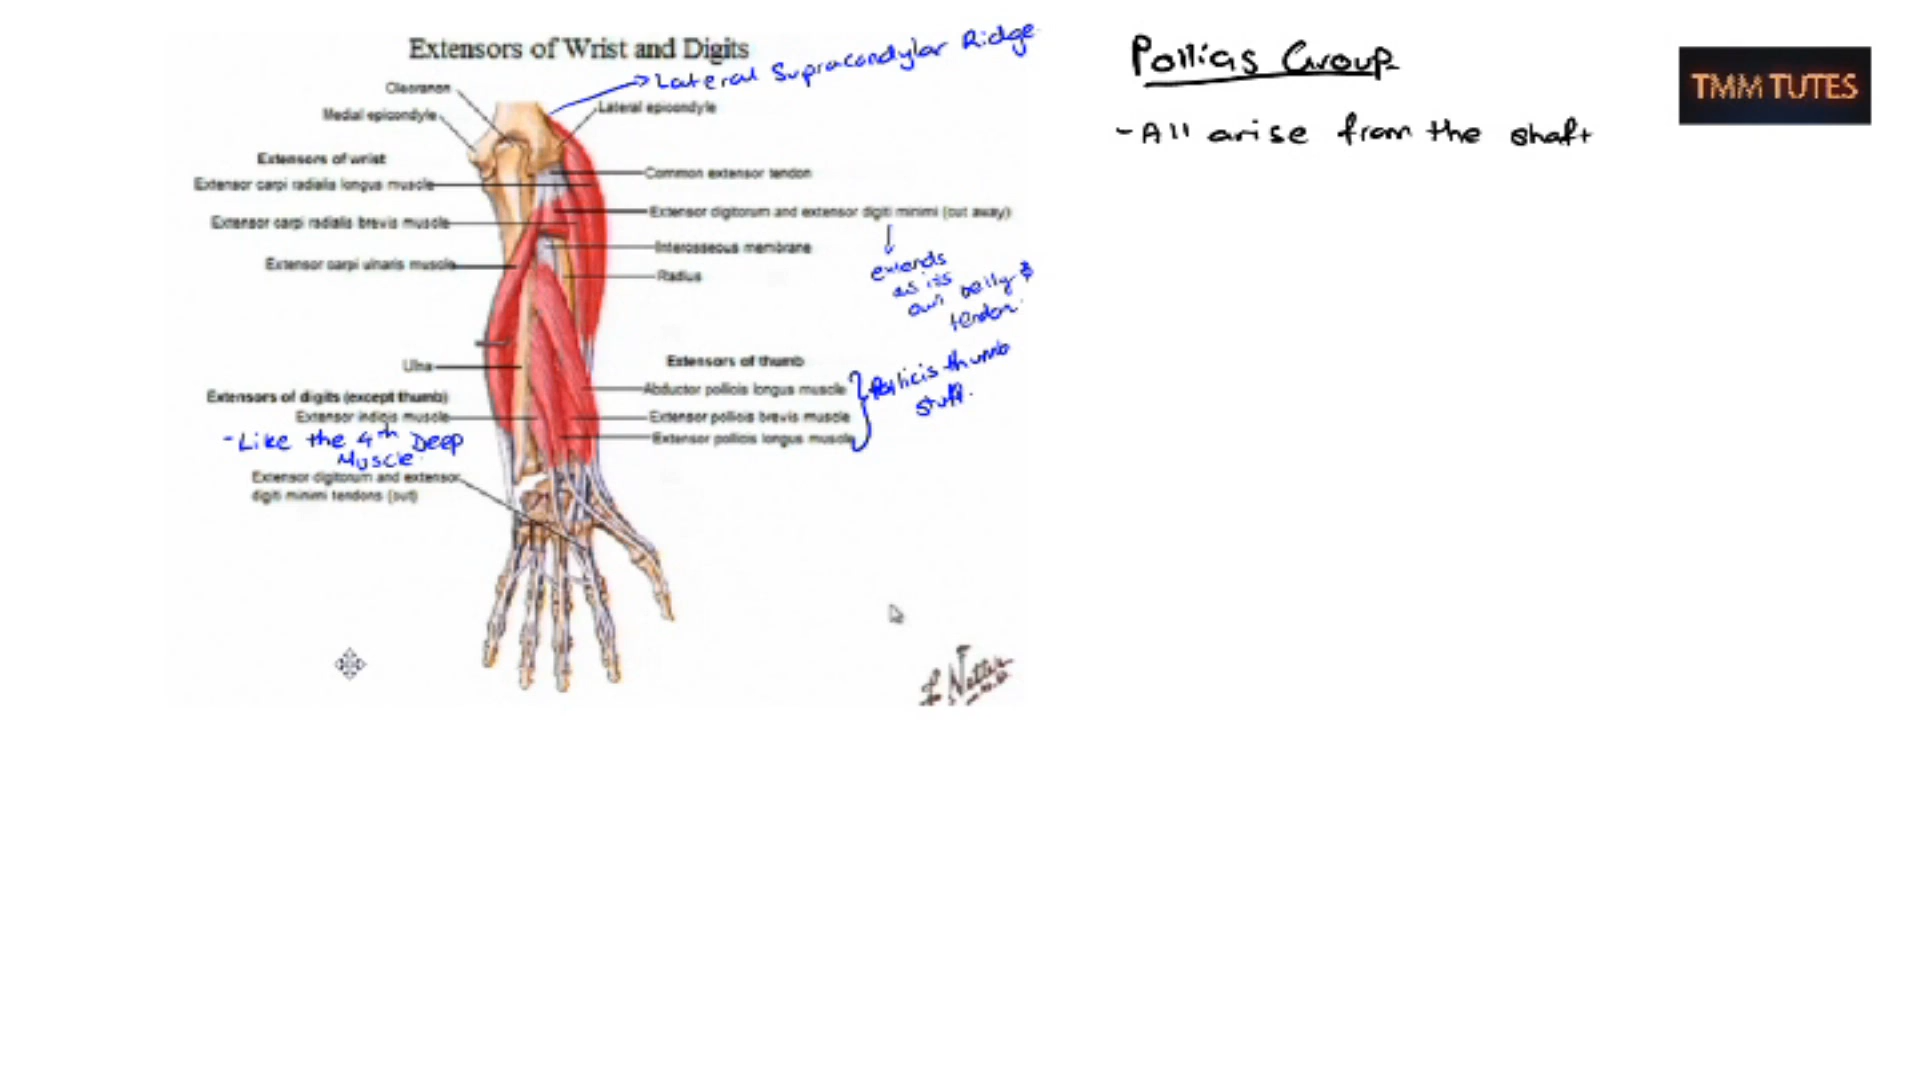 Extensors of Wrist and Digits
Lateral Supracondylar Ridge
Olecranon
Medial epicondyle
Lateral epicondyle
Extensors of wrist
Common extensor tendon
Extensor carpi radialis longus muscle
Extensor digitorum and extensor digiti minimi (cut away)
Extensor carpi radialis brevis muscle
Interosseous membrane
Extensor carpi ulnaris muscle
Radius
extends
as its
own belly &
tendon
Ulna
Extensors of thumb
Extensors of digits (except thumb)
Abductor pollicis longus muscle
Extensor indicis muscle
Extensor pollicis brevis muscle
Extensor pollicis longus muscle
Pollicis thumb
stuff.
- Like the 4th Deep
Muscle
Extensor digitorum and extensor
digiti minimi tendons (cut)
F. Netter
Pollicis Group
- All arise from the shaft
TMM TUTES